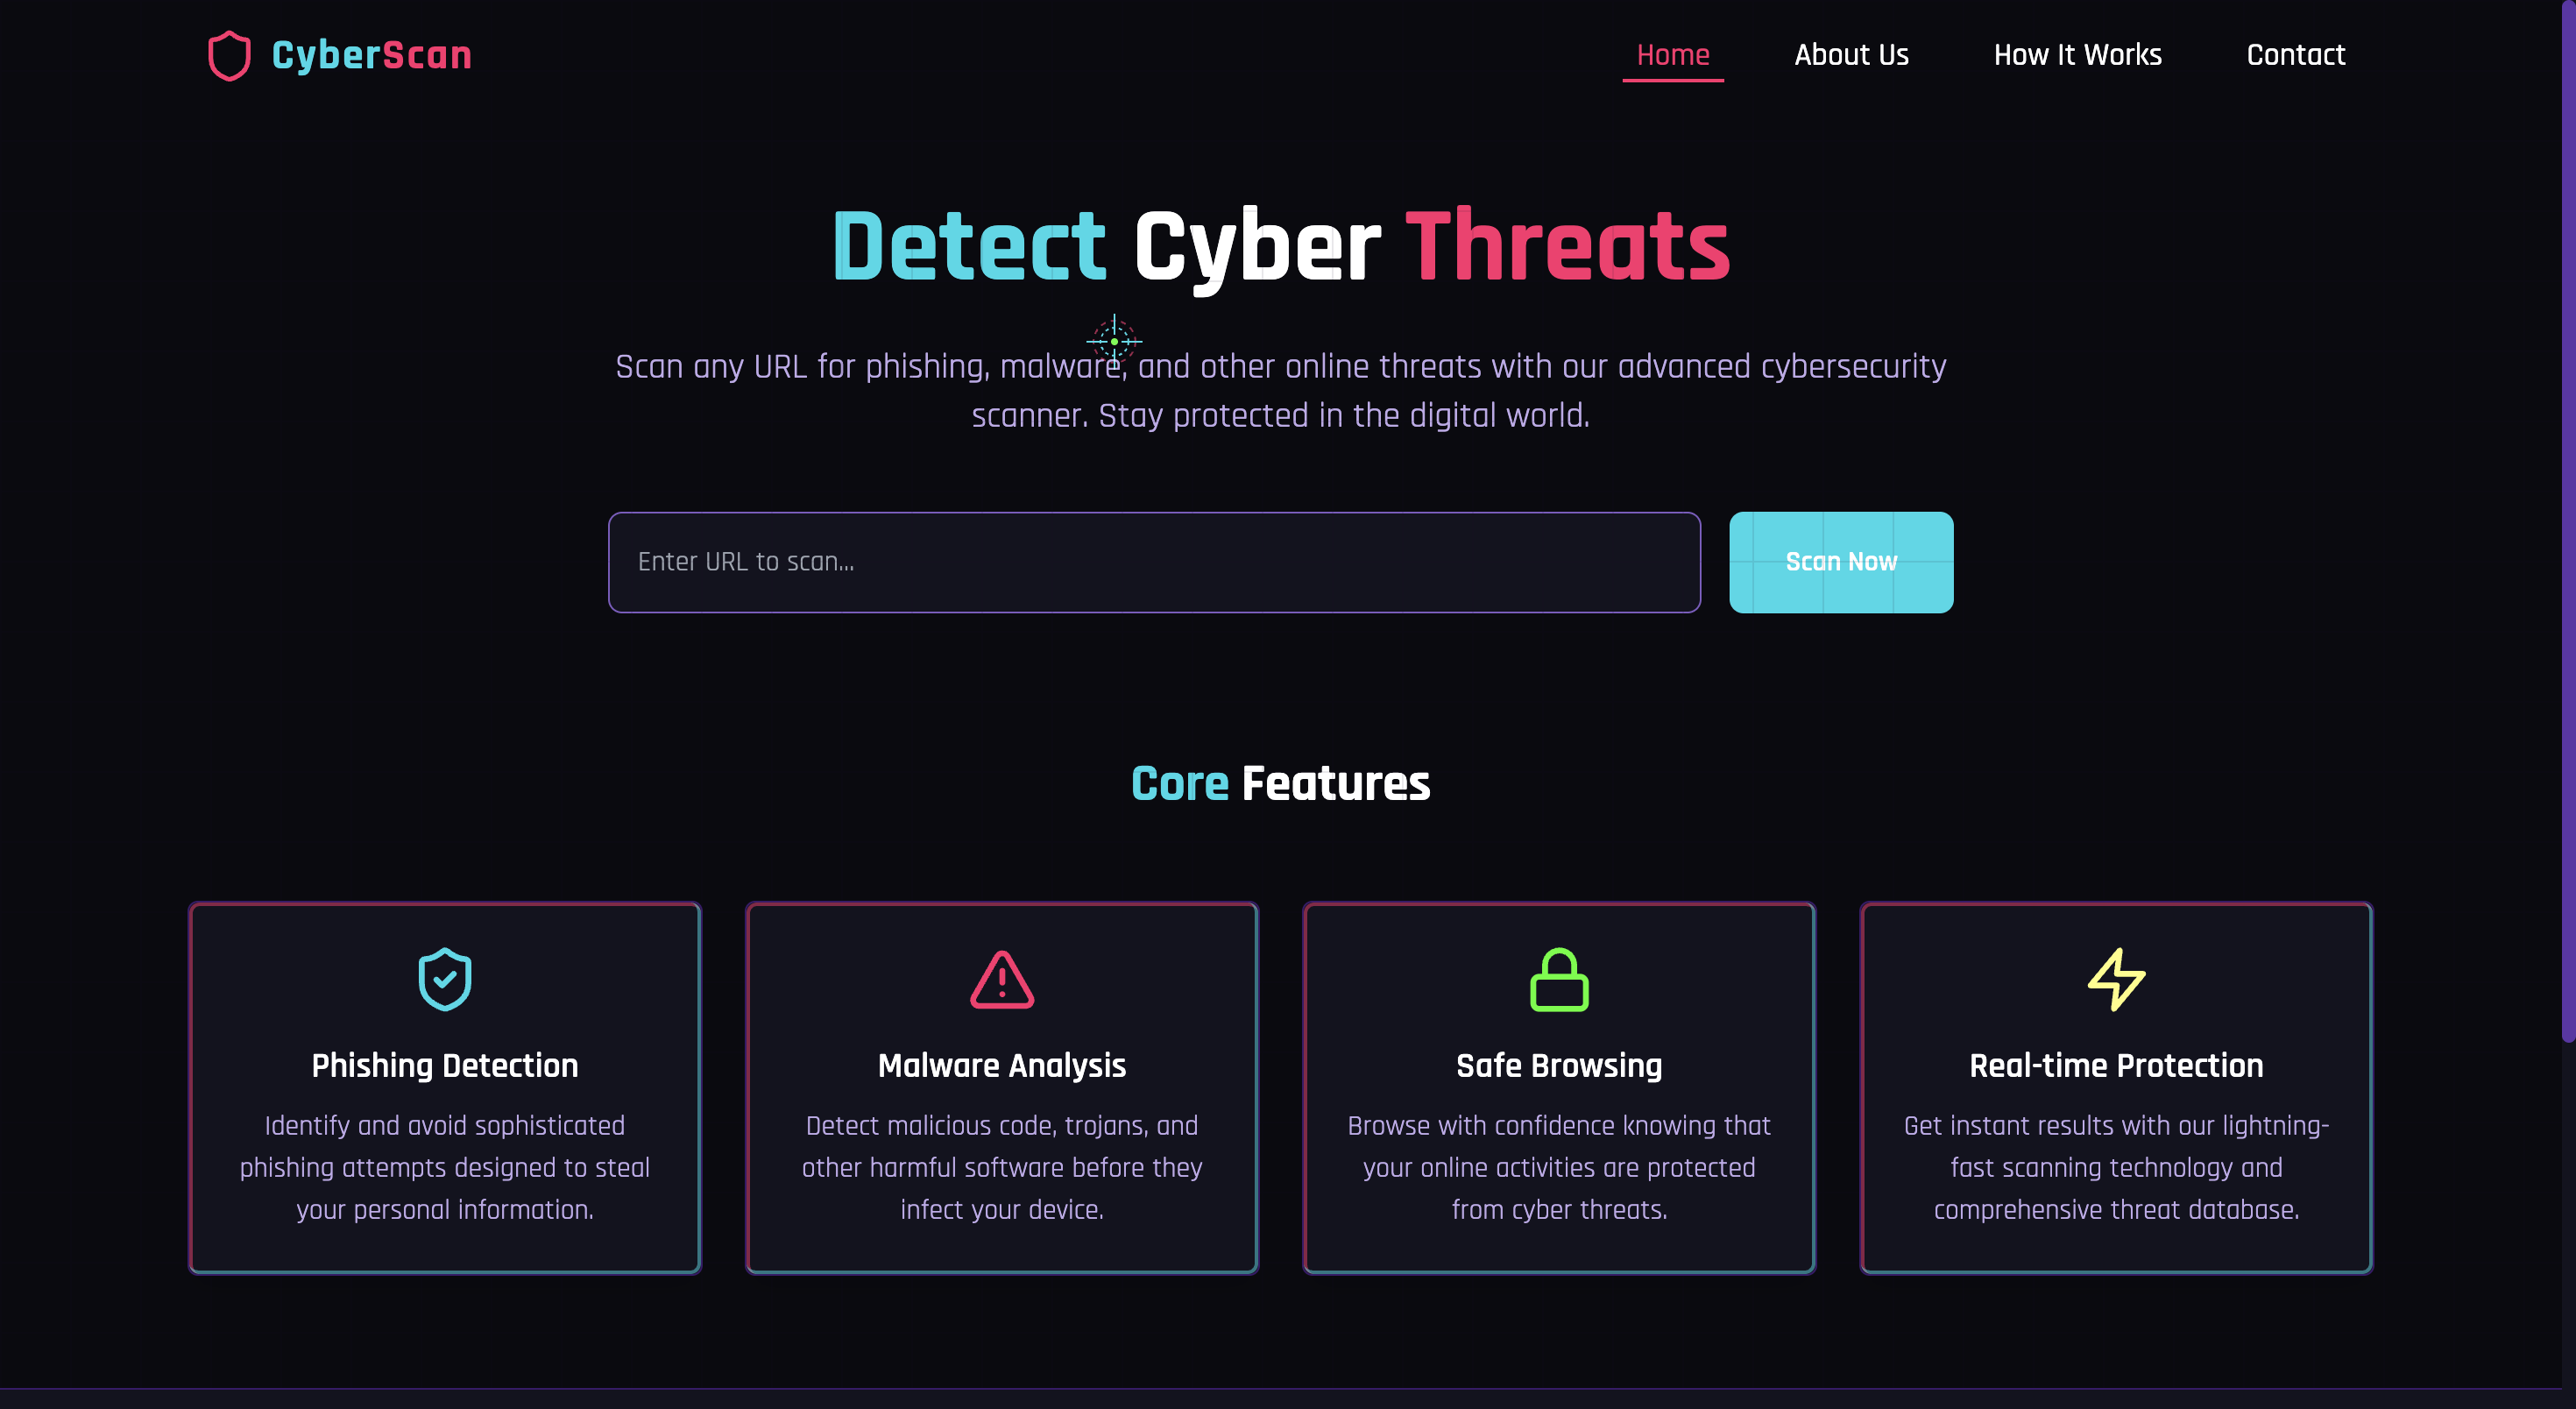 CyberScan
Home
About Us
How It Works
Contact
Detect Cyber Threats
Scan any URL for phishing, malware, and other online threats with our advanced cybersecurity
scanner. Stay protected in the digital world.
Enter URL to scan...
Scan Now
Core Features
Phishing Detection
Identify and avoid sophisticated
phishing attempts designed to steal
your personal information.
Malware Analysis
Detect malicious code, trojans, and
other harmful software before they
infect your device.
Safe Browsing
Browse with confidence knowing that
your online activities are protected
from cyber threats.
Real-time Protection
Get instant results with our lightning-
fast scanning technology and
comprehensive threat database.